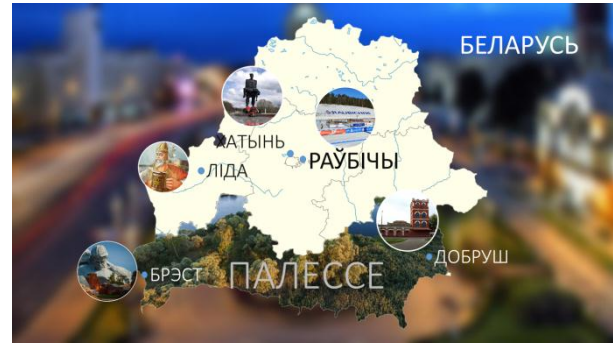 БЕЛАРУСЬ
ХАТЫНЬ
РАЎБІЧЫ
ЛІДА
ДОБРУШ
БРЭСТ
ПАЛЕССЕ